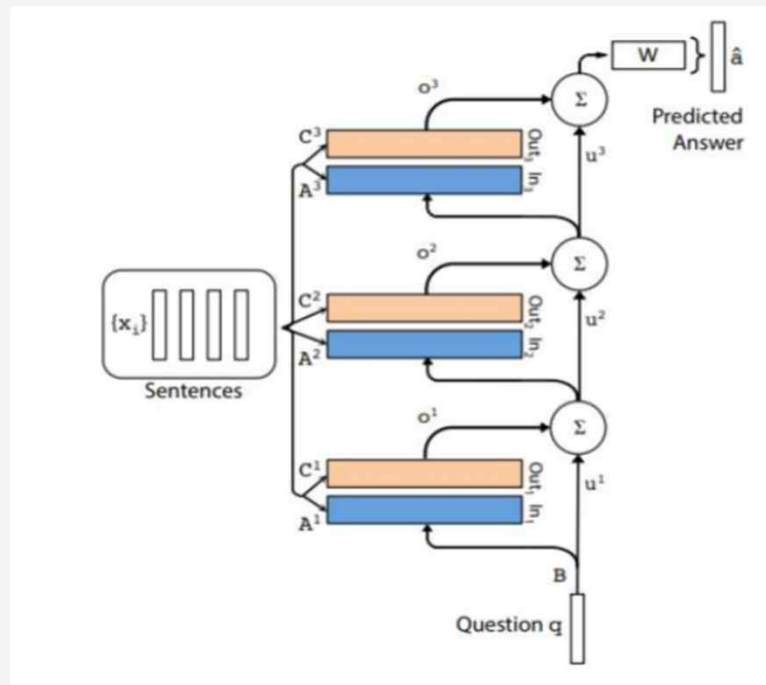 W
â
Predicted
Answer
Σ
o³
C³
Out₃
A³
In₃
u³
Σ
o²
C²
Out₂
{xᵢ}
A²
In₂
u²
Sentences
Σ
o¹
C¹
Out₁
A¹
In₁
u¹
B
Question q